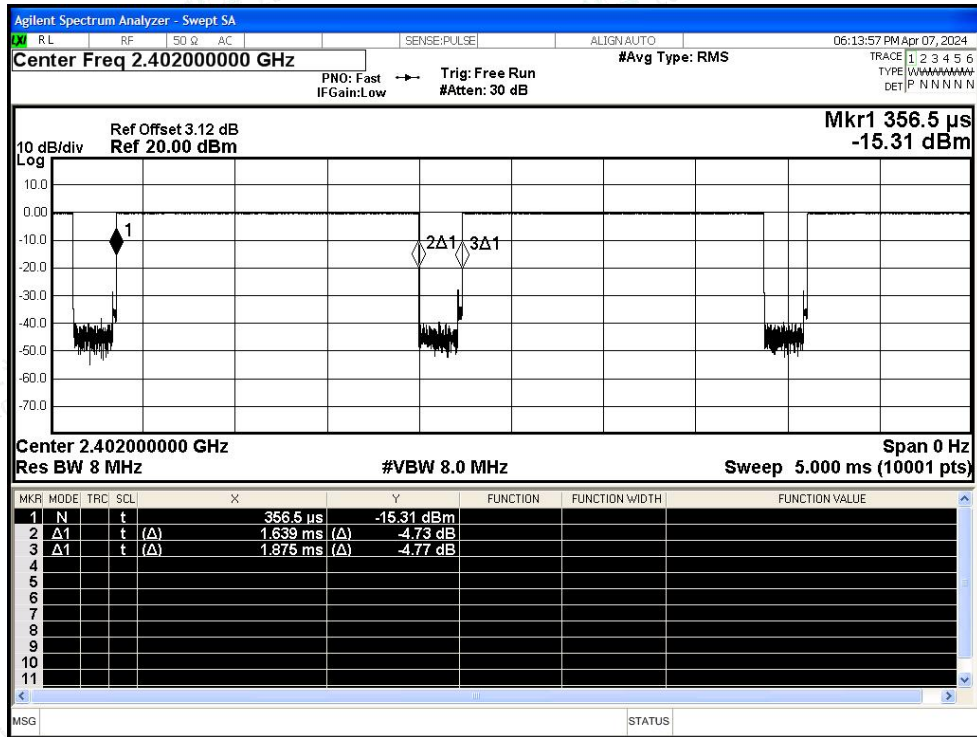 Agilent Spectrum Analyzer - Swept SA
LXI RL RF 50 Ω AC SENSE:PULSE ALIGN AUTO 06:13:57 PM Apr 07, 2024
Center Freq 2.402000000 GHz
PNO: Fast
IFGain:Low
Trig: Free Run
#Atten: 30 dB
#Avg Type: RMS
TRACE 1 2 3 4 5 6
TYPE WWWWWW
DET P N N N N N
Ref Offset 3.12 dB
10 dB/div Ref 20.00 dBm
Log
Mkr1 356.5 µs
-15.31 dBm
10.0
0.00
-10.0
-20.0
-30.0
-40.0
-50.0
-60.0
-70.0
1
2Δ1
3Δ1
Center 2.402000000 GHz Span 0 Hz
Res BW 8 MHz #VBW 8.0 MHz Sweep 5.000 ms (10001 pts)
MKR MODE TRC SCL X Y FUNCTION FUNCTION WIDTH FUNCTION VALUE
1 N t 356.5 µs -15.31 dBm
2 Δ1 t (Δ) 1.639 ms (Δ) -4.73 dB
3 Δ1 t (Δ) 1.875 ms (Δ) -4.77 dB
4
5
6
7
8
9
10
11
MSG STATUS